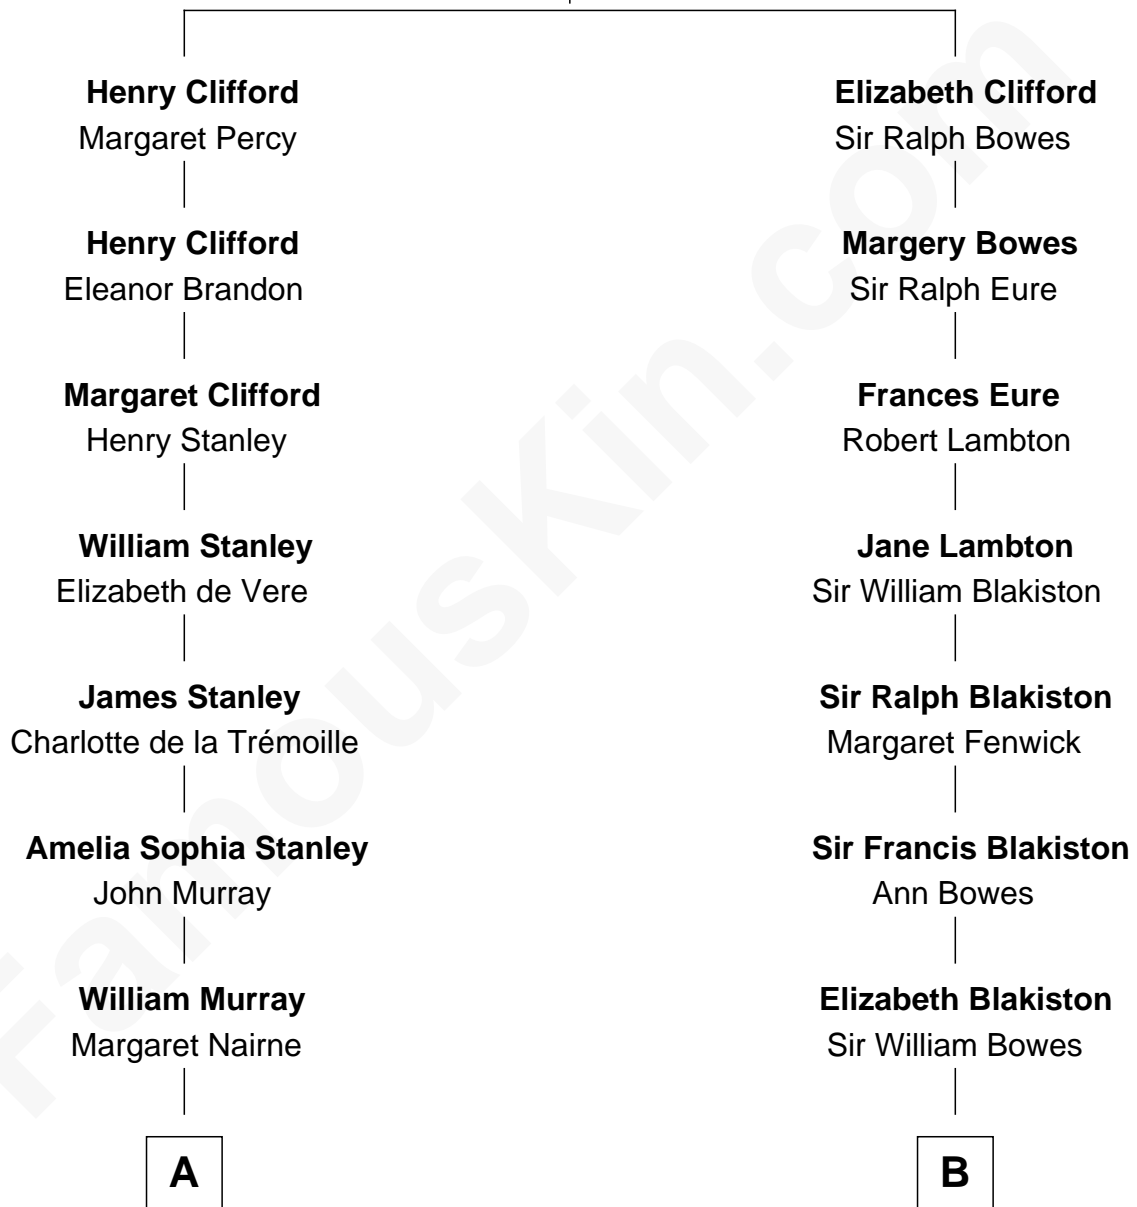 Henry Clifford
Margaret Percy
Henry Clifford
Eleanor Brandon
Margaret Clifford
Henry Stanley
William Stanley
Elizabeth de Vere
James Stanley
Charlotte de la Trémoille
Amelia Sophia Stanley
John Murray
William Murray
Margaret Nairne
A
Elizabeth Clifford
Sir Ralph Bowes
Margery Bowes
Sir Ralph Eure
Frances Eure
Robert Lambton
Jane Lambton
Sir William Blakiston
Sir Ralph Blakiston
Margaret Fenwick
Sir Francis Blakiston
Ann Bowes
Elizabeth Blakiston
Sir William Bowes
B
FamousKin.com